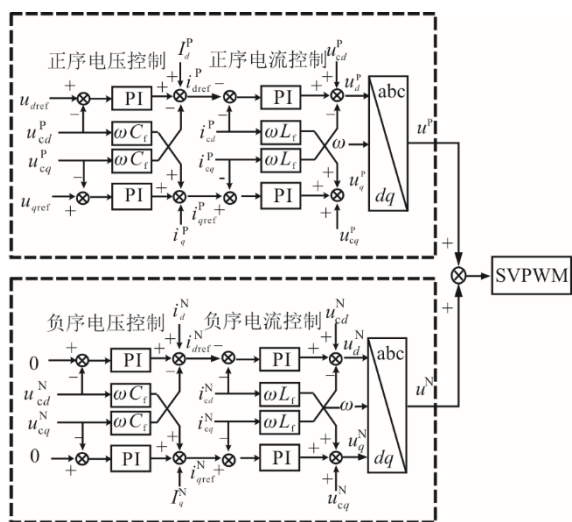 正序电压控制 I_d^P 正序电流控制 u_cd^P
+ + i_dref^P − + u_d^P
u_dref + PI + − + PI + − abc
− −
u_cd^P ωC_f i_cd^P ωL_f
u_cq^P ωC_f i_cq^P ωL_f ω u^P
− + - + u_q^P
u_qref + PI + i_qref^P + PI + dq
i_q^P u_cq^P
+
SVPWM
+
负序电压控制 i_d^N 负序电流控制 u_cd^N
+ + i_dref^N − + u_d^N
0 PI + − PI + − abc
− −
u_cd^N ωC_f i_cd^N ωL_f u^N
u_cq^N ωC_f i_cq^N ωL_f ω
− + − + u_q^N
0 + PI + i_qref^N + PI + dq
I_q^N u_cq^N